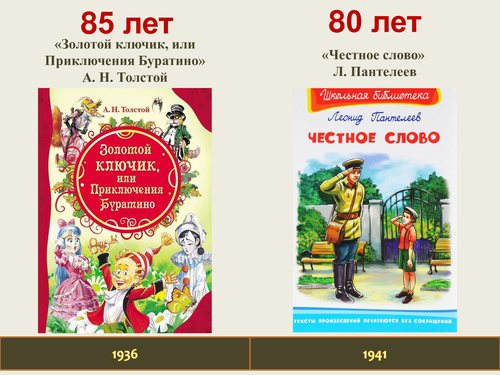 85 лет
«Золотой ключик, или
Приключения Буратино»
А. Н. Толстой
А. Н. Толстой
Золотой
ключик,
или
Приключения
Буратино
1936
80 лет
«Честное слово»
Л. Пантелеев
Школьная библиотека
Леонид Пантелеев
ЧЕСТНОЕ СЛОВО
ТЕКСТЫ ПРОИЗВЕДЕНИЙ ПЕЧАТАЮТСЯ БЕЗ СОКРАЩЕНИЙ
1941